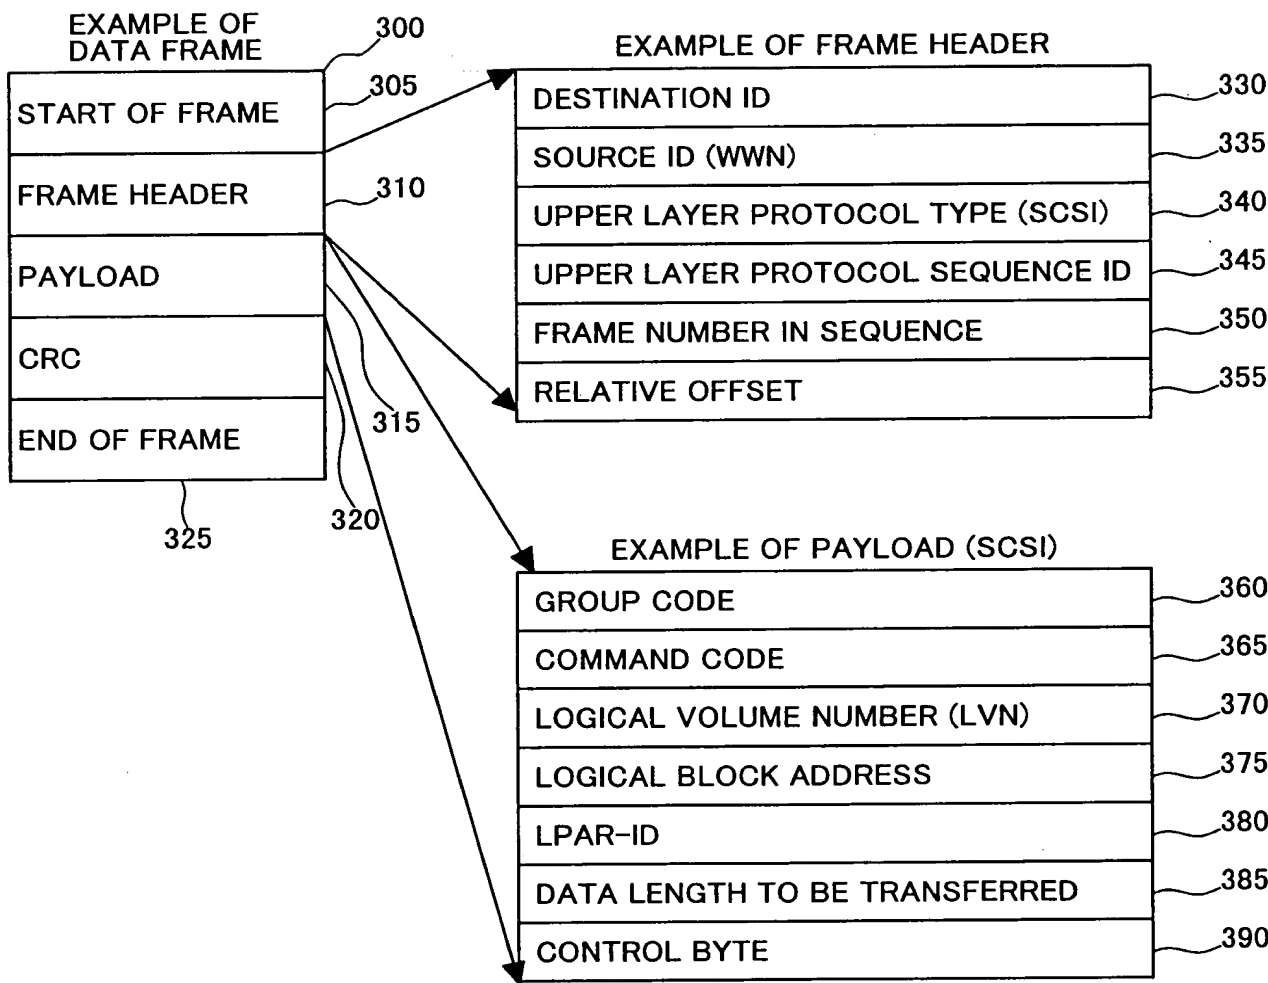 EXAMPLE OF
DATA FRAME
300
START OF FRAME
305
FRAME HEADER
310
PAYLOAD
315
CRC
320
END OF FRAME
325
EXAMPLE OF FRAME HEADER
DESTINATION ID
330
SOURCE ID (WWN)
335
UPPER LAYER PROTOCOL TYPE (SCSI)
340
UPPER LAYER PROTOCOL SEQUENCE ID
345
FRAME NUMBER IN SEQUENCE
350
RELATIVE OFFSET
355
EXAMPLE OF PAYLOAD (SCSI)
GROUP CODE
360
COMMAND CODE
365
LOGICAL VOLUME NUMBER (LVN)
370
LOGICAL BLOCK ADDRESS
375
LPAR-ID
380
DATA LENGTH TO BE TRANSFERRED
385
CONTROL BYTE
390